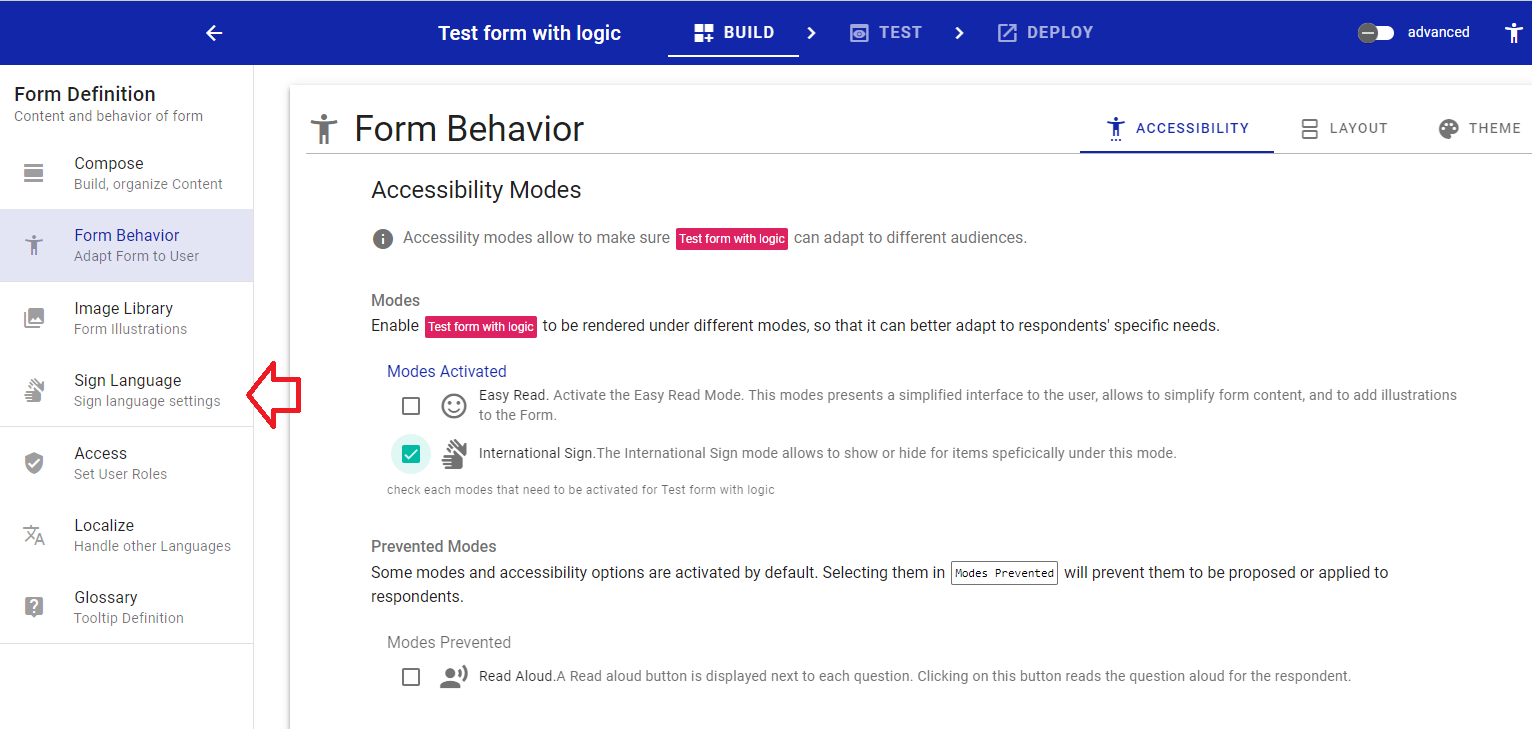 Test form with logic
BUILD
TEST
DEPLOY
advanced
Form Definition
Content and behavior of form
Compose
Build, organize Content
Form Behavior
Adapt Form to User
Image Library
Form Illustrations
Sign Language
Sign language settings
Access
Set User Roles
Localize
Handle other Languages
Glossary
Tooltip Definition
Form Behavior
ACCESSIBILITY
LAYOUT
THEME
Accessibility Modes
Accessility modes allow to make sure Test form with logic can adapt to different audiences.
Modes
Enable Test form with logic to be rendered under different modes, so that it can better adapt to respondents' specific needs.
Modes Activated
Easy Read. Activate the Easy Read Mode. This modes presents a simplified interface to the user, allows to simplify form content, and to add illustrations
to the Form.
International Sign.The International Sign mode allows to show or hide for items speficically under this mode.
check each modes that need to be activated for Test form with logic
Prevented Modes
Some modes and accessibility options are activated by default. Selecting them in Modes Prevented will prevent them to be proposed or applied to
respondents.
Modes Prevented
Read Aloud.A Read aloud button is displayed next to each question. Clicking on this button reads the question aloud for the respondent.